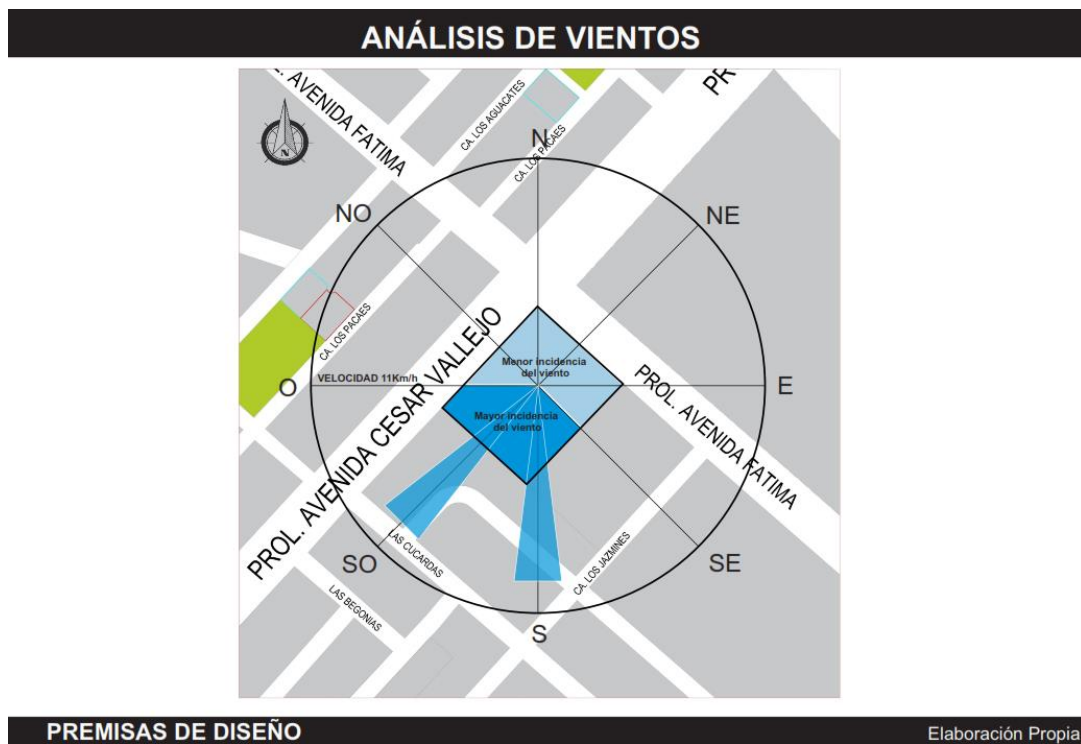 ANÁLISIS DE VIENTOS
L. AVENIDA FATIMA
CA. LOS AGUACATES
CA. LOS PACAES
PRO
N
N
NO
NE
CA. LOS PACAES
PROL. AVENIDA CESAR VALLEJO
Menor incidencia
del viento
O
VELOCIDAD 11Km/h
E
PROL. AVENIDA FATIMA
Mayor incidencia
del viento
SO
LAS CUCARDAS
SE
CA. LOS JAZMINES
LAS BEGONIAS
S
PREMISAS DE DISEÑO
Elaboración Propia